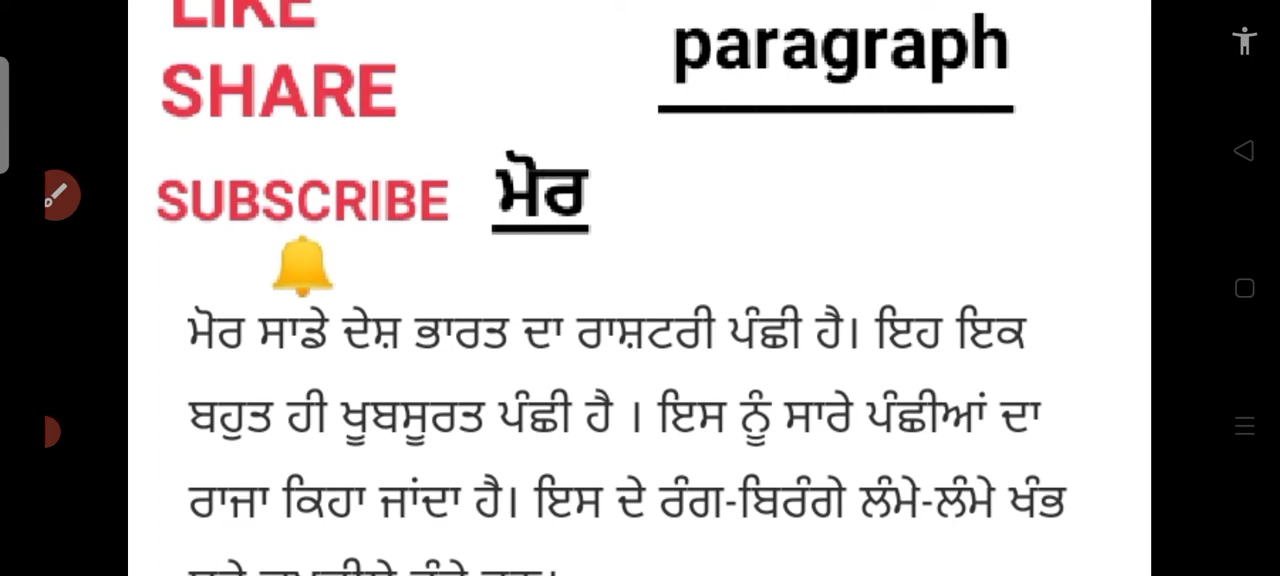 LIKE
paragraph
SHARE
SUBSCRIBE
ਮੋਰ
ਮੋਰ ਸਾਡੇ ਦੇਸ਼ ਭਾਰਤ ਦਾ ਰਾਸ਼ਟਰੀ ਪੰਛੀ ਹੈ। ਇਹ ਇਕ
ਬਹੁਤ ਹੀ ਖੂਬਸੂਰਤ ਪੰਛੀ ਹੈ । ਇਸ ਨੂੰ ਸਾਰੇ ਪੰਛੀਆਂ ਦਾ
ਰਾਜਾ ਕਿਹਾ ਜਾਂਦਾ ਹੈ। ਇਸ ਦੇ ਰੰਗ-ਬਿਰੰਗੇ ਲੰਮੇ-ਲੰਮੇ ਖੰਭ